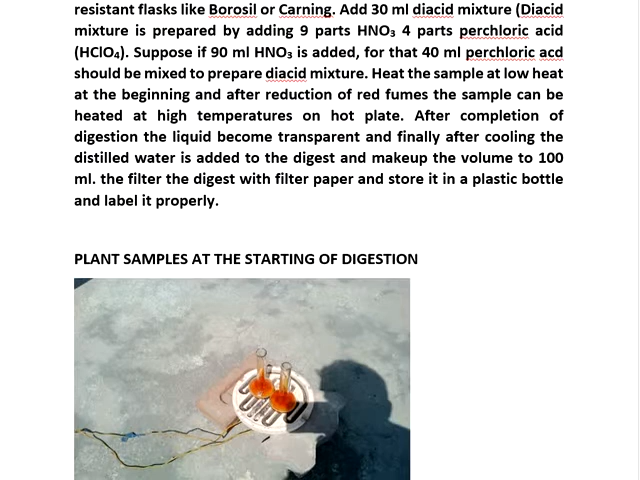 resistant flasks like Borosil or Carning. Add 30 ml diacid mixture (Diacid
mixture is prepared by adding 9 parts HNO₃ 4 parts perchloric acid
(HClO₄). Suppose if 90 ml HNO₃ is added, for that 40 ml perchloric acd
should be mixed to prepare diacid mixture. Heat the sample at low heat
at the beginning and after reduction of red fumes the sample can be
heated at high temperatures on hot plate. After completion of
digestion the liquid become transparent and finally after cooling the
distilled water is added to the digest and makeup the volume to 100
ml. the filter the digest with filter paper and store it in a plastic bottle
and label it properly.
PLANT SAMPLES AT THE STARTING OF DIGESTION